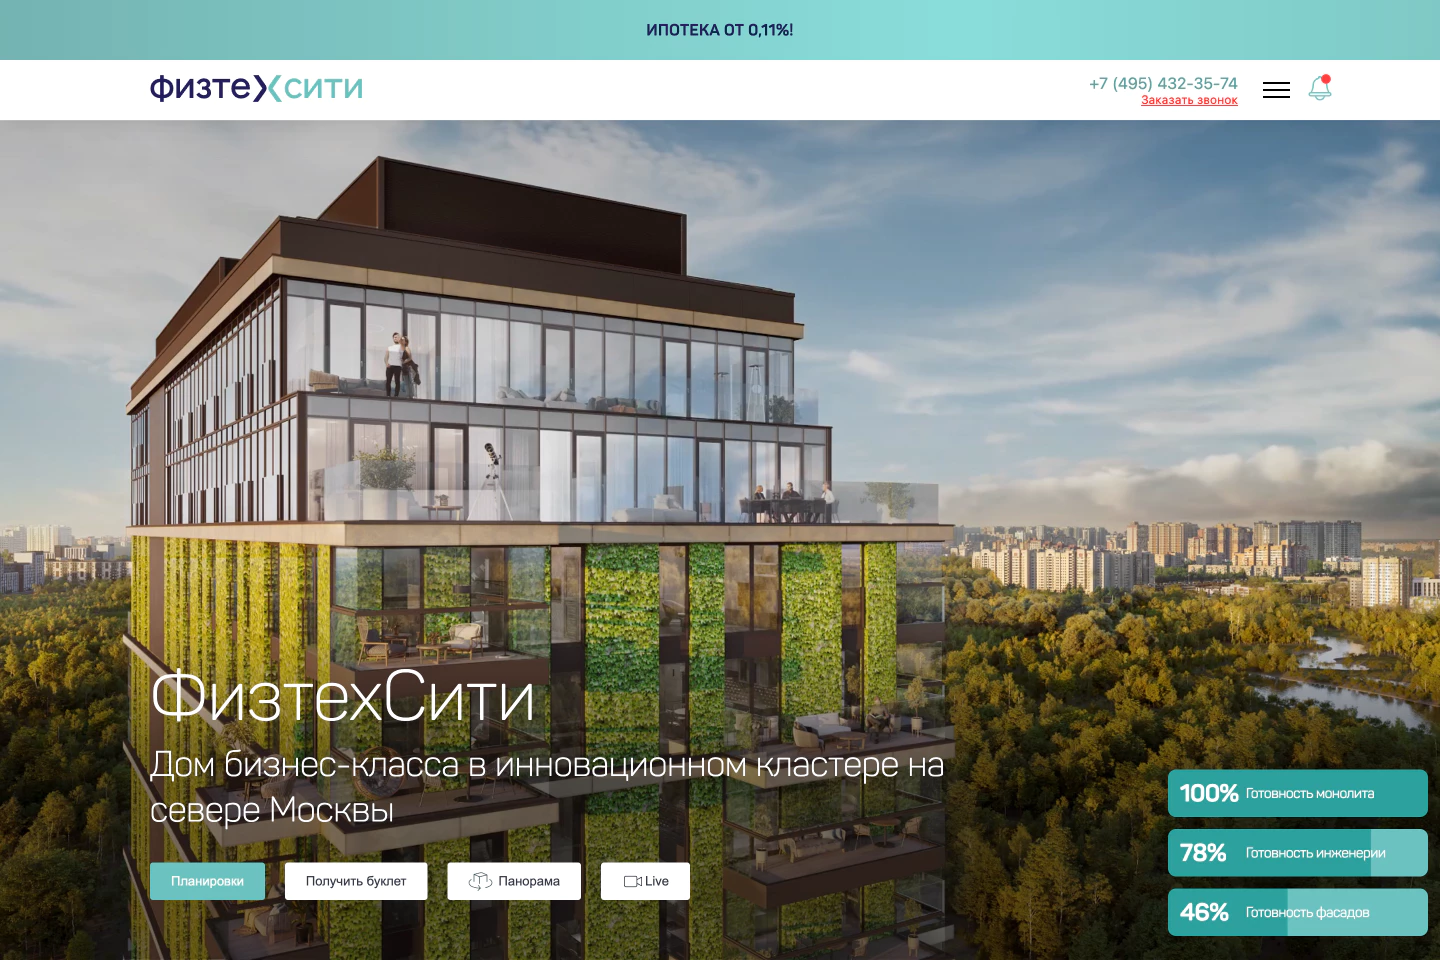 ИПОТЕКА ОТ 0,11%!
физтехсити
+7 (495) 432-35-74
Заказать звонок
ФизтехСити
Дом бизнес-класса в инновационном кластере на
севере Москвы
Планировки
Получить буклет
Панорама
Live
100% Готовность монолита
78% Готовность инженерии
46% Готовность фасадов